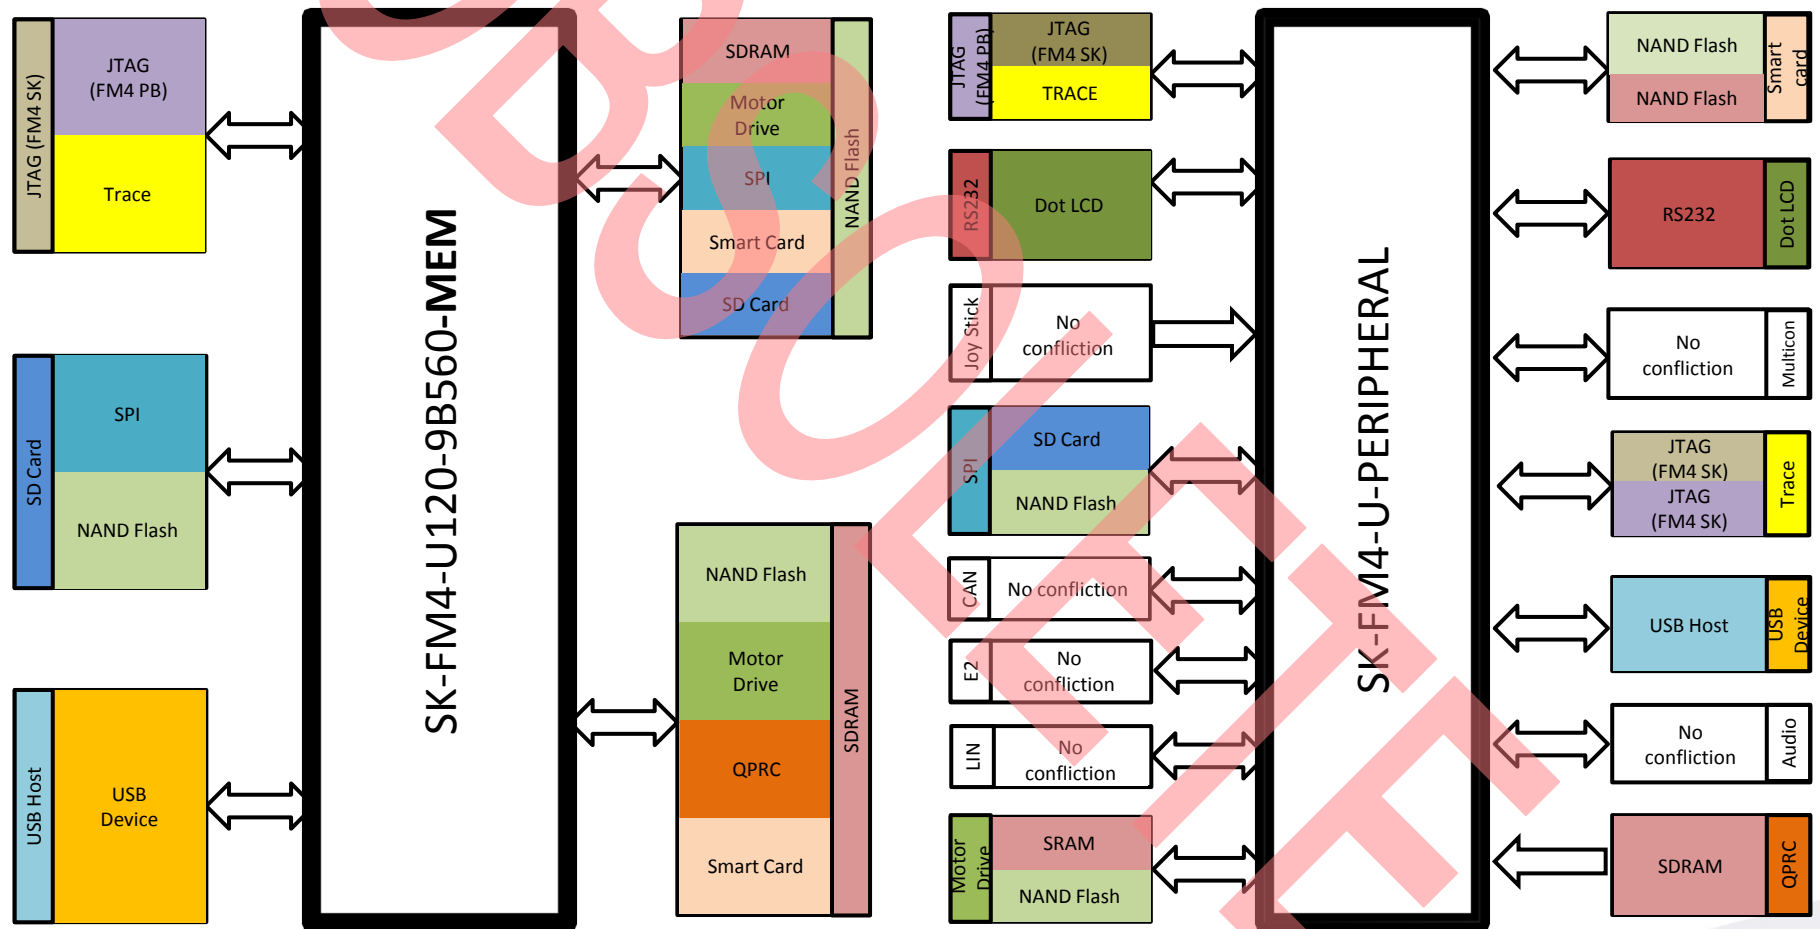 JTAG (FM4 SK)
JTAG
(FM4 PB)
Trace
SD Card
SPI
NAND Flash
USB Host
USB
Device
SK-FM4-U120-9B560-MEM
SDRAM
Motor
Drive
SPI
Smart Card
SD Card
NAND Flash
NAND Flash
Motor
Drive
QPRC
Smart Card
SDRAM
JTAG
(FM4 PB)
JTAG
(FM4 SK)
TRACE
RS232
Dot LCD
Joy Stick
No
confliction
SPI
SD Card
NAND Flash
CAN
No confliction
E2
No
confliction
LIN
No
confliction
Motor
Drive
SRAM
NAND Flash
SK-FM4-U-PERIPHERAL
NAND Flash
NAND Flash
Smart
card
RS232
Dot LCD
No
confliction
Multicon
JTAG
(FM4 SK)
JTAG
(FM4 SK)
Trace
USB Host
USB
Device
No
confliction
Audio
SDRAM
QPRC
OBSOLETE